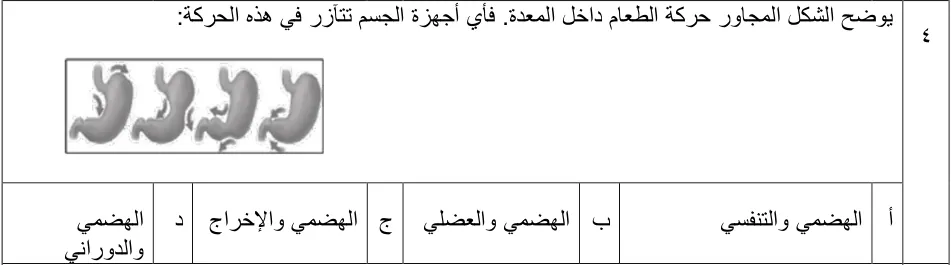 ٤
يوضح الشكل المجاور حركة الطعام داخل المعدة. فأي أجهزة الجسم تتآزر في هذه الحركة:
أ الهضمي والتنفسي ب الهضمي والعضلي ج الهضمي والإخراج د الهضمي
والدوراني